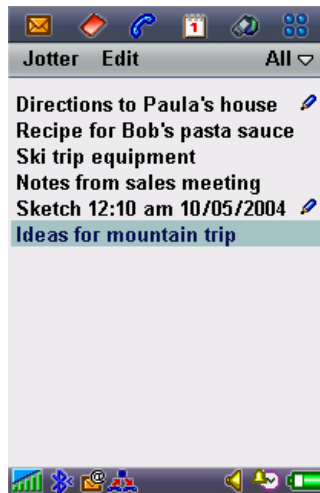 1
Jotter Edit All
Directions to Paula's house
Recipe for Bob's pasta sauce
Ski trip equipment
Notes from sales meeting
Sketch 12:10 am 10/05/2004
Ideas for mountain trip